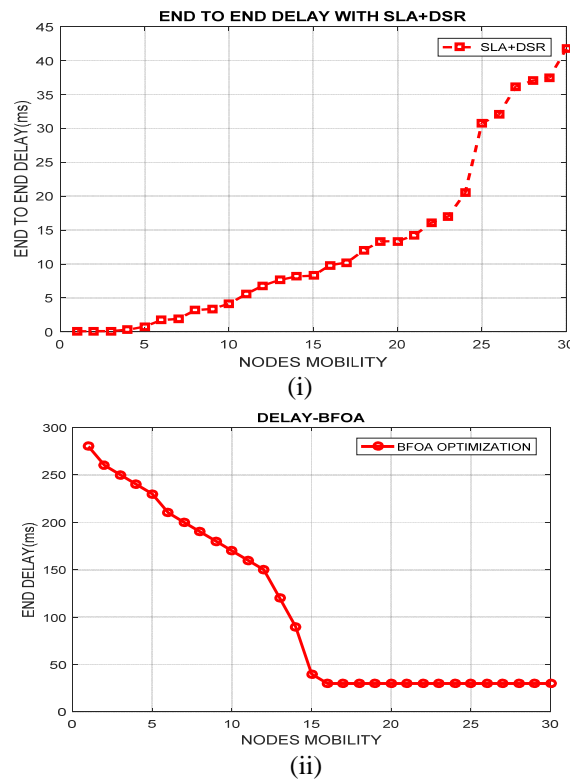 END TO END DELAY WITH SLA+DSR
45
40
35
30
25
20
15
10
5
0
END TO END DELAY(ms)
SLA+DSR
0 5 10 15 20 25 30
NODES MOBILITY
(i)
DELAY-BFOA
300
250
200
150
100
50
0
END DELAY(ms)
BFOA OPTIMIZATION
0 5 10 15 20 25 30
NODES MOBILITY
(ii)